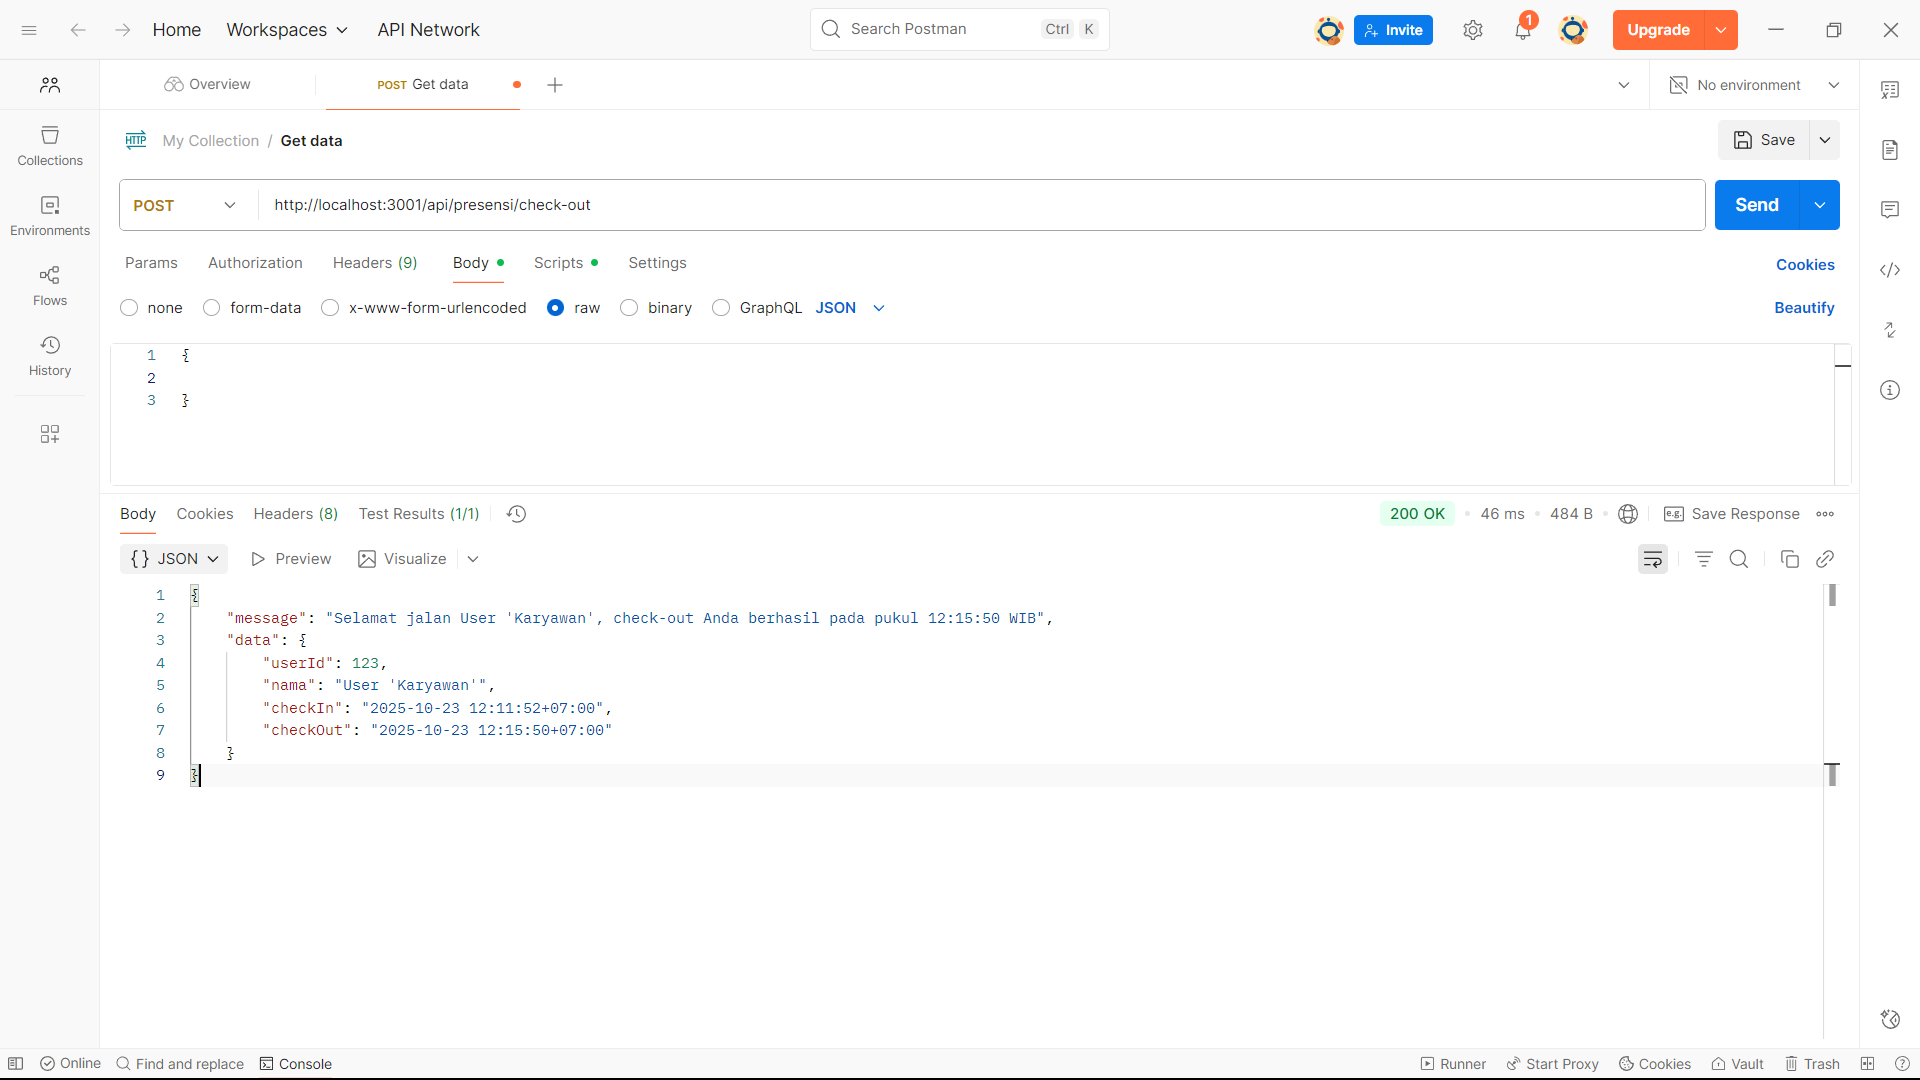 Home Workspaces API Network Search Postman Ctrl K Invite 1 Upgrade
Overview POST Get data No environment
HTTP My Collection / Get data Save
Collections
Environments
Flows
History
POST http://localhost:3001/api/presensi/check-out Send
Params Authorization Headers (9) Body Scripts Settings Cookies
none form-data x-www-form-urlencoded raw binary GraphQL JSON Beautify
1 {
2
3 }
Body Cookies Headers (8) Test Results (1/1) 200 OK 46 ms 484 B e.g. Save Response
{} JSON Preview Visualize
1 {
2 "message": "Selamat jalan User 'Karyawan', check-out Anda berhasil pada pukul 12:15:50 WIB",
3 "data": {
4 "userId": 123,
5 "nama": "User 'Karyawan'",
6 "checkIn": "2025-10-23 12:11:52+07:00",
7 "checkOut": "2025-10-23 12:15:50+07:00"
8 }
9 }
Online Find and replace Console Runner Start Proxy Cookies Vault Trash